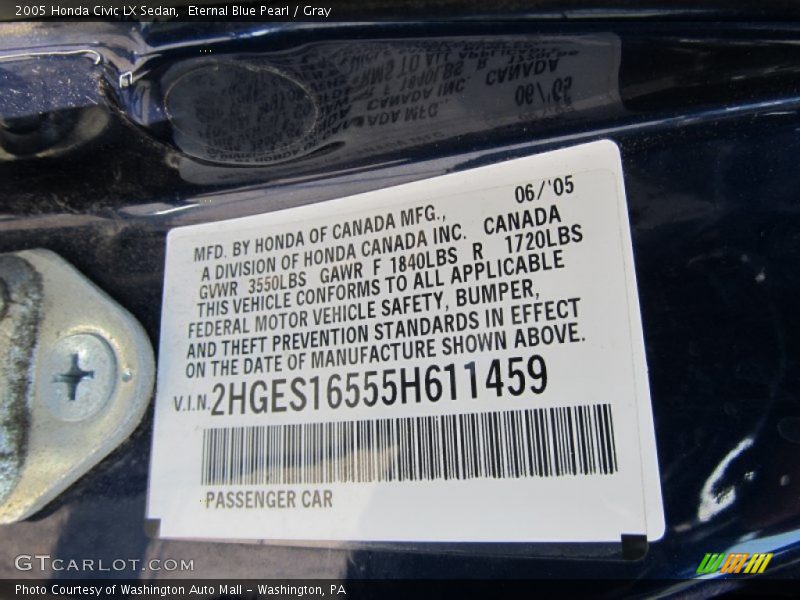 2005 Honda Civic LX Sedan, Eternal Blue Pearl / Gray
06/'05
MFD. BY HONDA OF CANADA MFG.,
A DIVISION OF HONDA CANADA INC. CANADA
GVWR 3550LBS GAWR F 1840LBS R 1720LBS
THIS VEHICLE CONFORMS TO ALL APPLICABLE
FEDERAL MOTOR VEHICLE SAFETY, BUMPER,
AND THEFT PREVENTION STANDARDS IN EFFECT
ON THE DATE OF MANUFACTURE SHOWN ABOVE.
V.I.N. 2HGES16555H611459
PASSENGER CAR
GTCARLOT.COM
Photo Courtesy of Washington Auto Mall - Washington, PA